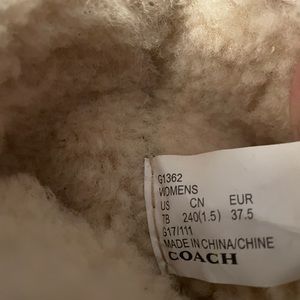 G1362
WOMENS
US CN EUR
7B 240(1.5) 37.5
G17/111
MADE IN CHINA/CHINE
COACH